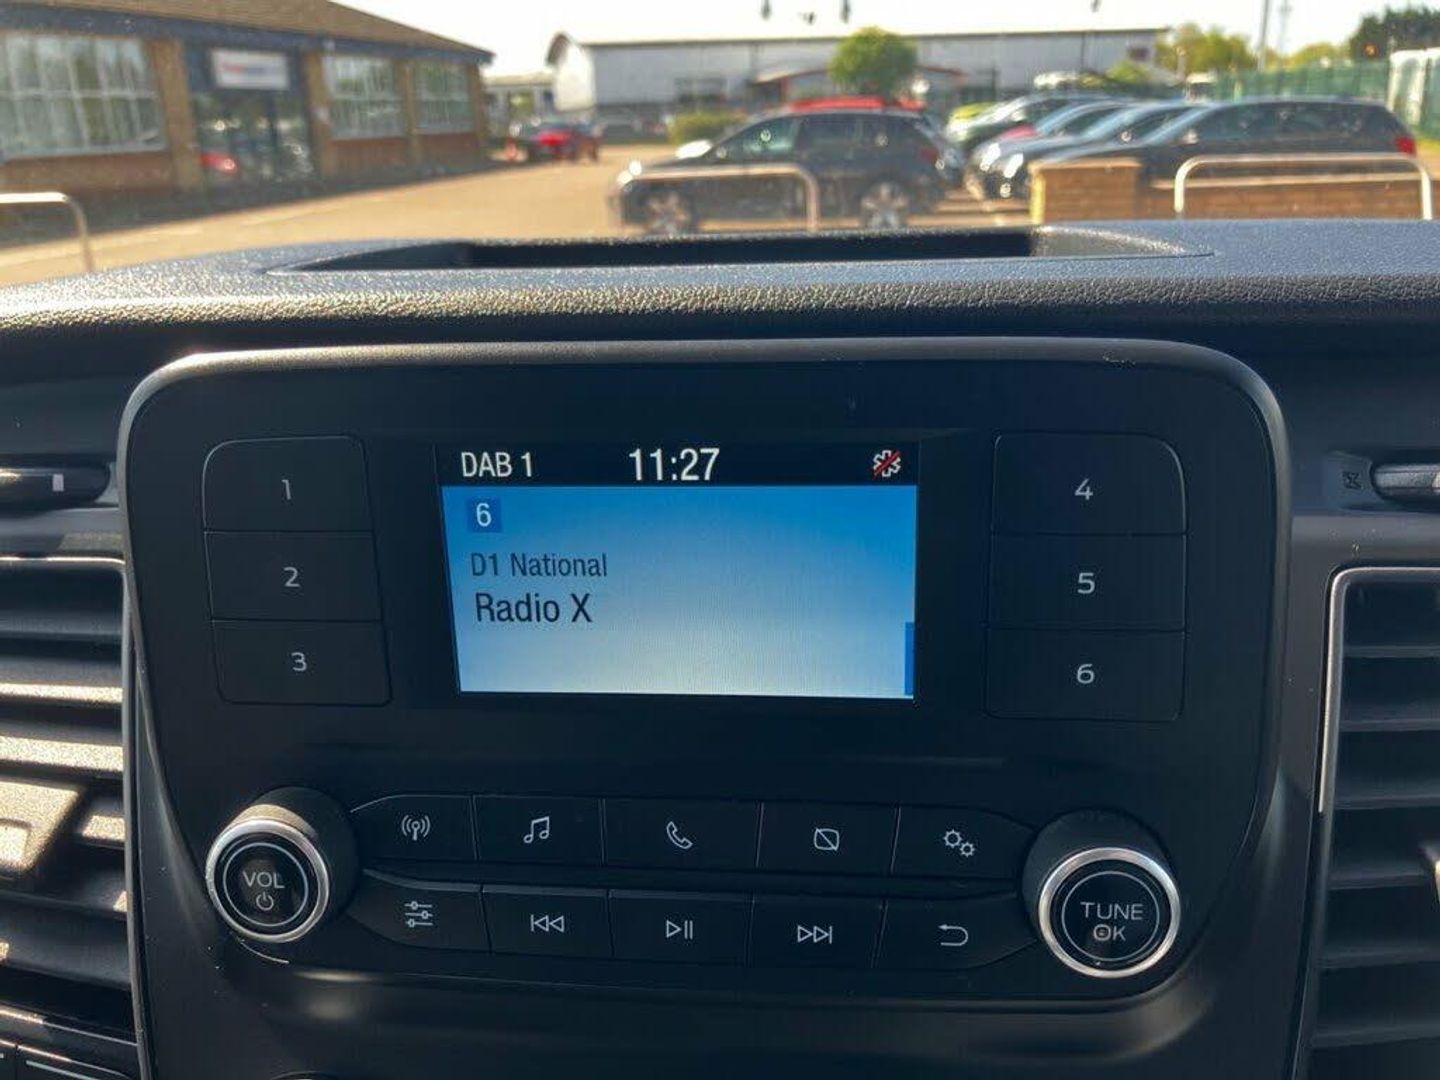 DAB 1
11:27
6
D1 National
Radio X
1
2
3
4
5
6
VOL
TUNE
OK